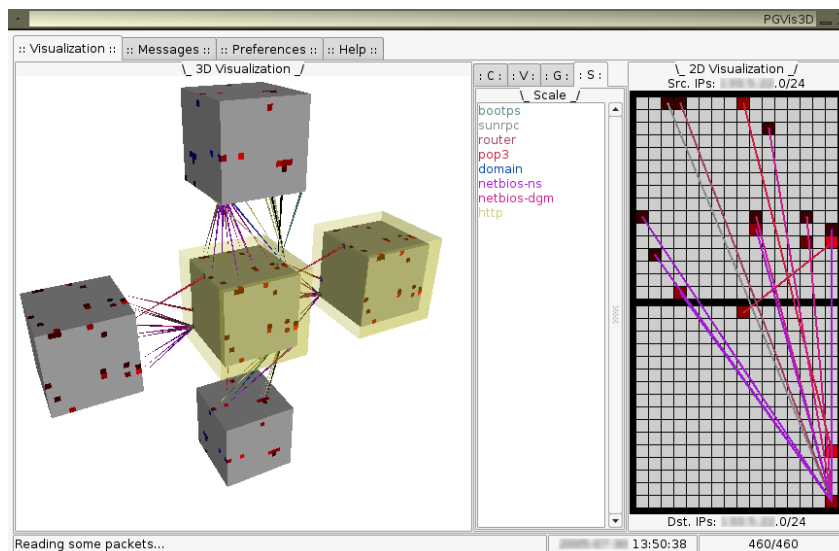 PGVis3D
:: Visualization :: :: Messages :: :: Preferences :: :: Help ::
\_ 3D Visualization _/
: C : : V : : G : : S :
\_ Scale _/
bootps
sunrpc
router
pop3
domain
netbios-ns
netbios-dgm
http
\_ 2D Visualization _/
Src. IPs: .0/24
Dst. IPs: .0/24
Reading some packets...
13:50:38
460/460